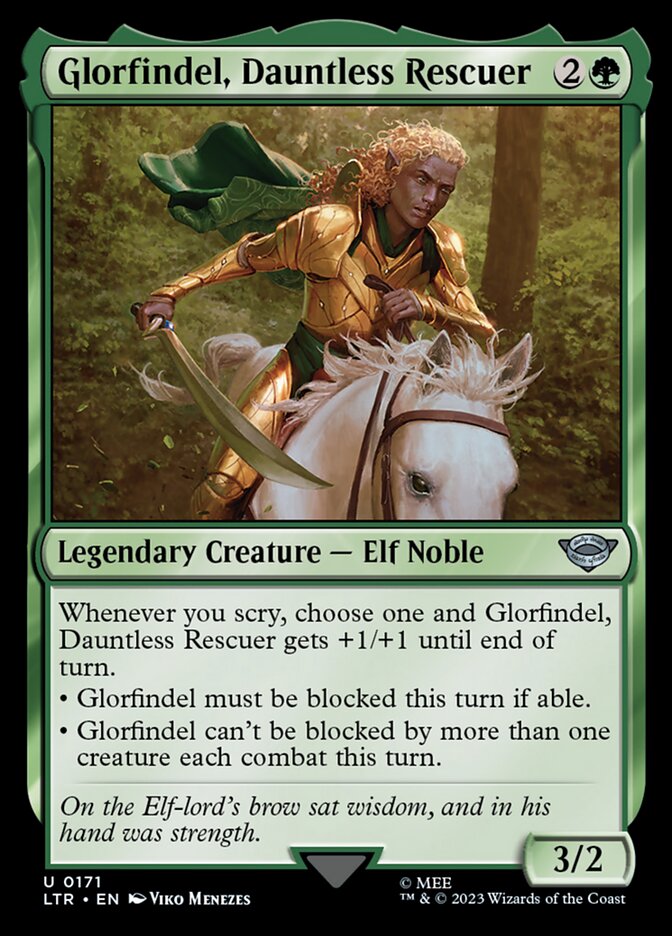 Glorfindel, Dauntless Rescuer 2
Legendary Creature — Elf Noble
Whenever you scry, choose one and Glorfindel,
Dauntless Rescuer gets +1/+1 until end of
turn.
• Glorfindel must be blocked this turn if able.
• Glorfindel can't be blocked by more than one
creature each combat this turn.
On the Elf-lord's brow sat wisdom, and in his
hand was strength.
3/2
U 0171
LTR • EN Viko Menezes
© MEE
™ & © 2023 Wizards of the Coast